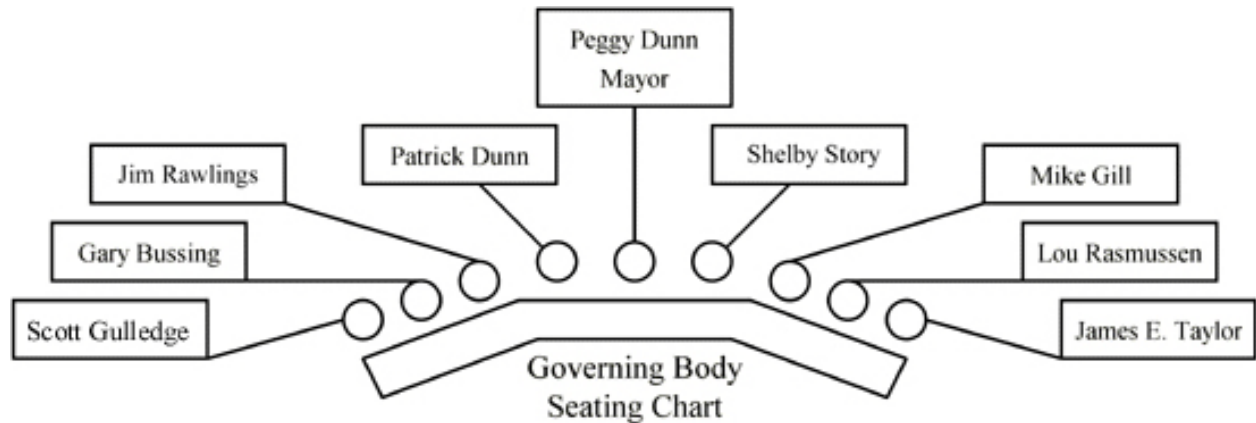 Peggy Dunn
Mayor
Patrick Dunn
Shelby Story
Jim Rawlings
Mike Gill
Gary Bussing
Lou Rasmussen
Scott Gulledge
James E. Taylor
Governing Body
Seating Chart